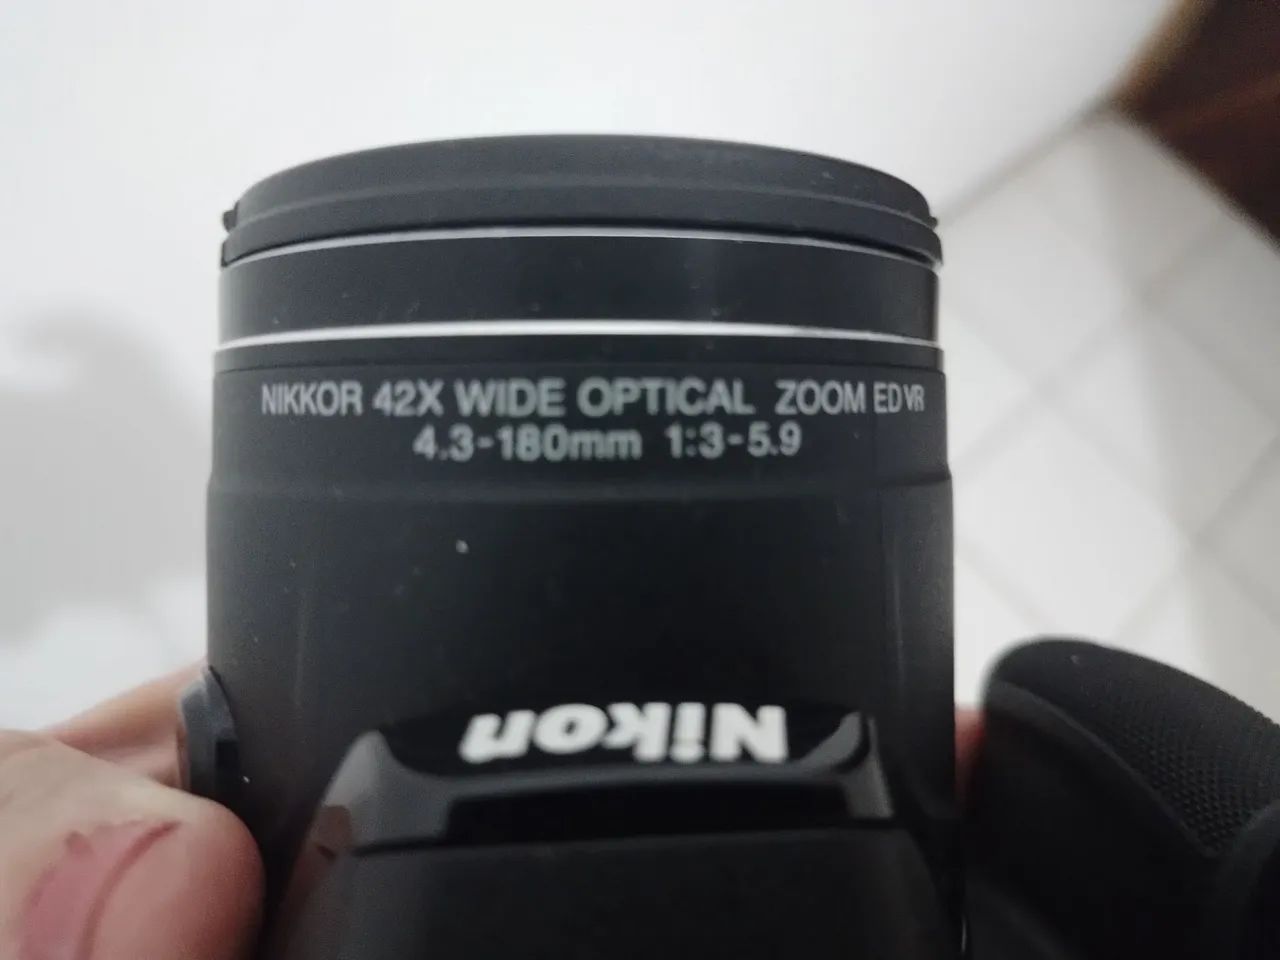 NIKKOR 42X WIDE OPTICAL ZOOM ED VR
4.3-180mm 1:3-5.9
Nikon